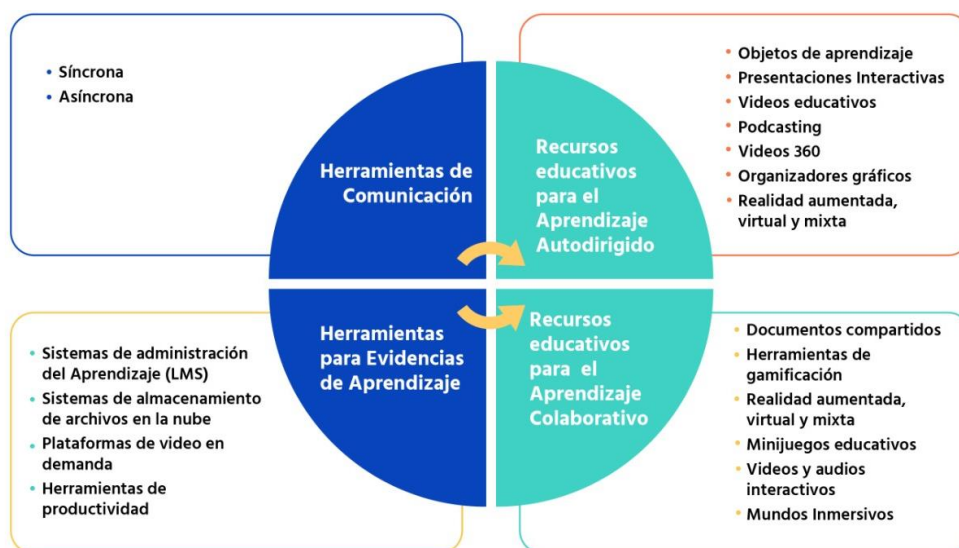 Síncrona
Asíncrona
Herramientas de
Comunicación
Recursos
educativos
para el
Aprendizaje
Autodirigido
Objetos de aprendizaje
Presentaciones Interactivas
Videos educativos
Podcasting
Videos 360
Organizadores gráficos
Realidad aumentada,
virtual y mixta
Sistemas de administración
del Aprendizaje (LMS)
Sistemas de almacenamiento
de archivos en la nube
Plataformas de video en
demanda
Herramientas de
productividad
Herramientas
para Evidencias
de Aprendizaje
Recursos
educativos
para el
Aprendizaje
Colaborativo
Documentos compartidos
Herramientas de
gamificación
Realidad aumentada,
virtual y mixta
Minijuegos educativos
Videos y audios
interactivos
Mundos Inmersivos